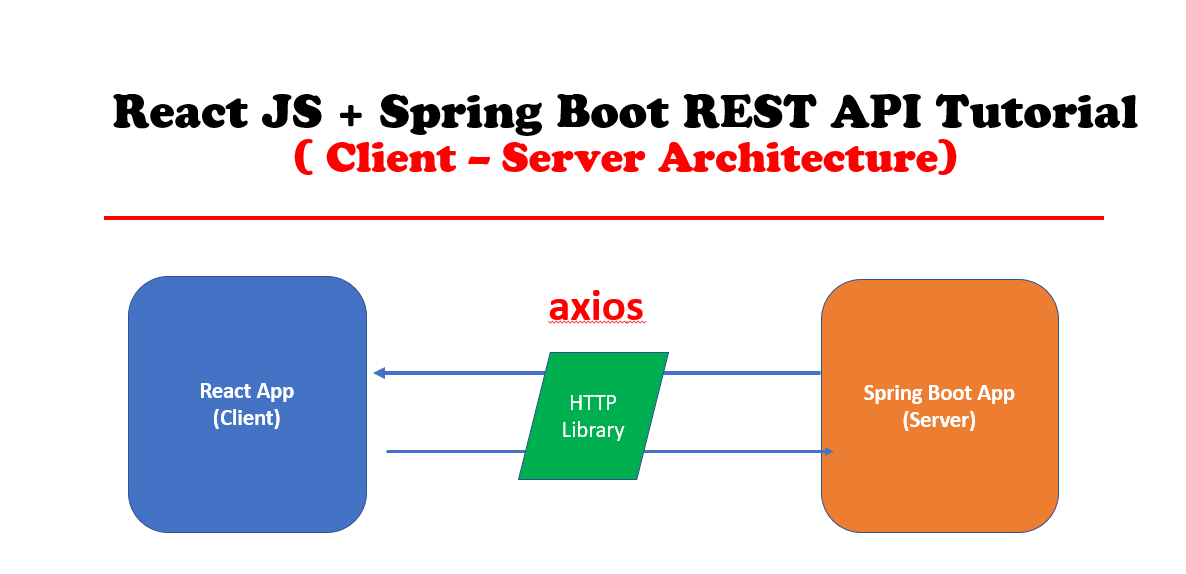 React JS + Spring Boot REST API Tutorial
( Client – Server Architecture)
axios
React App
(Client)
HTTP
Library
Spring Boot App
(Server)